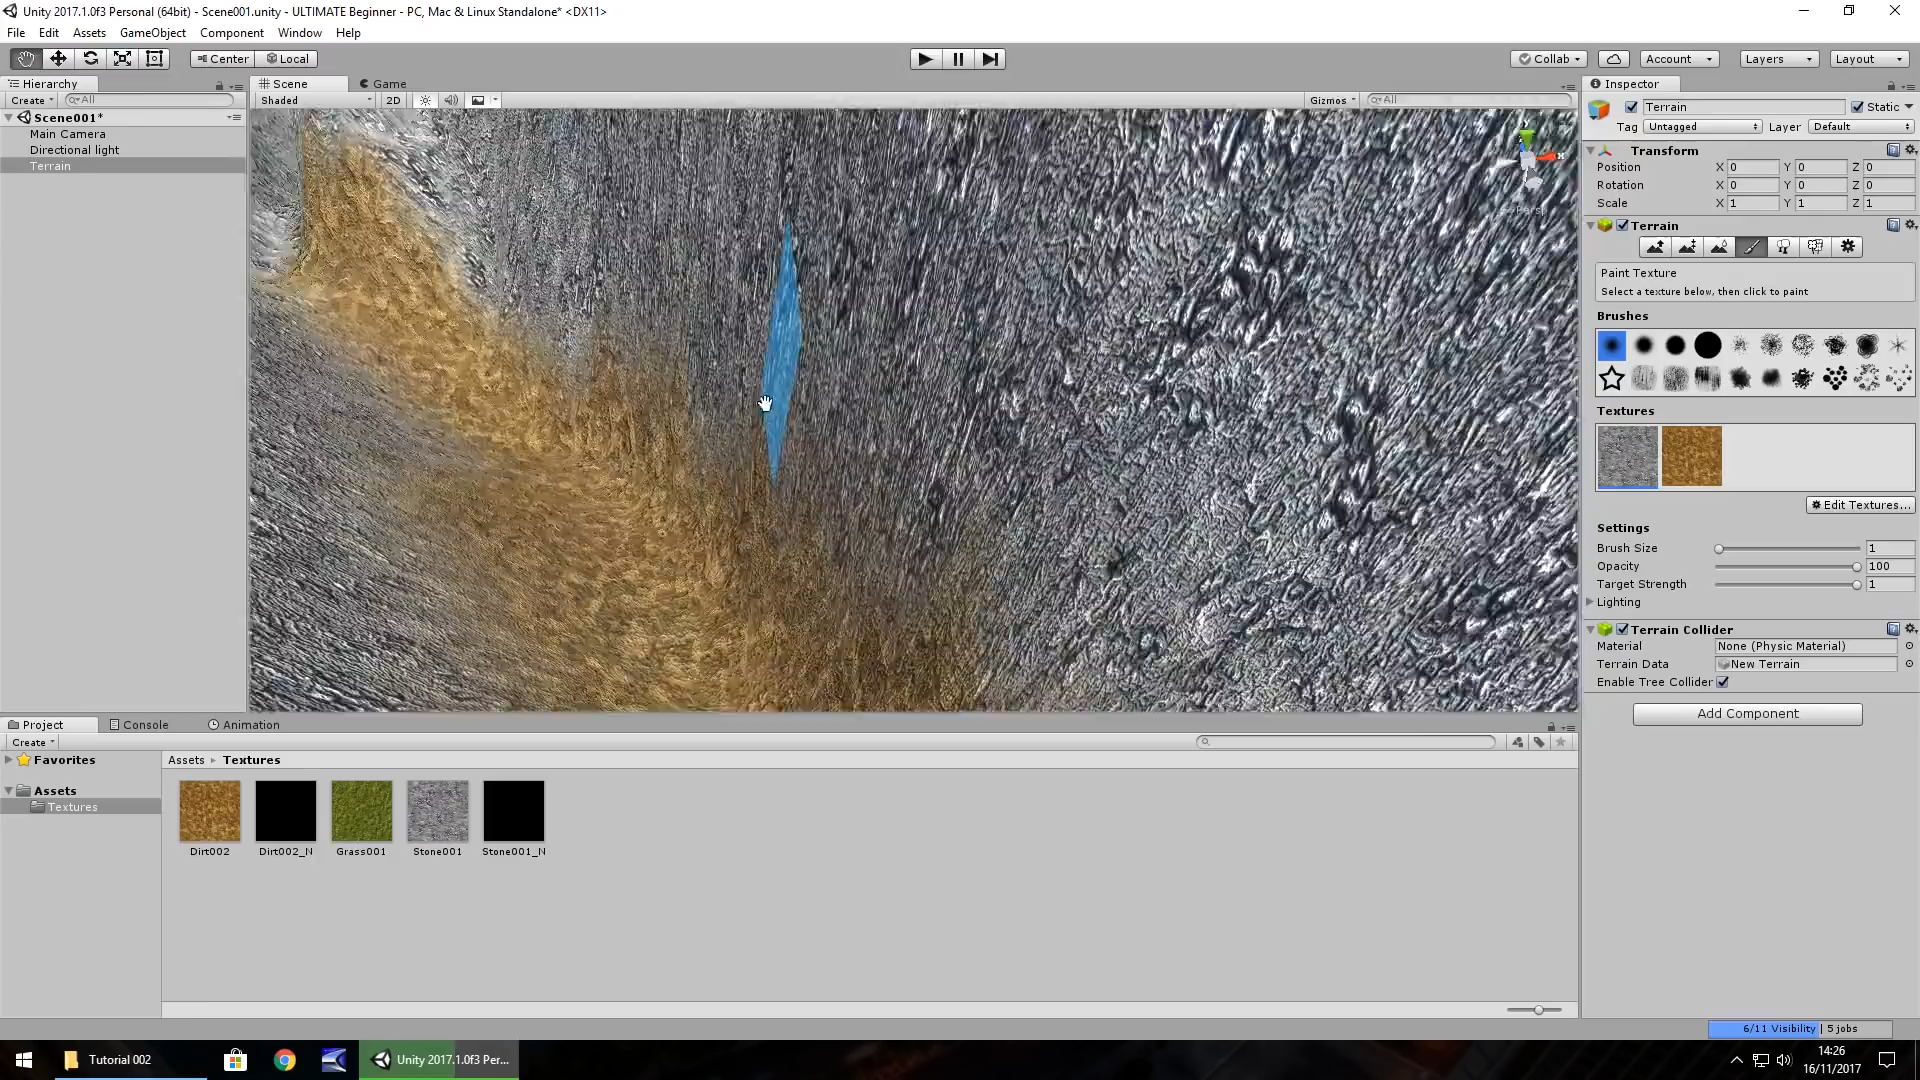 Unity 2017.1.0f3 Personal (64bit) - Scene001.unity - ULTIMATE Beginner - PC, Mac & Linux Standalone* <DX11>
File Edit Assets GameObject Component Window Help
Center Local Collab Account Layers Layout
Hierarchy Scene Game Inspector
Create All Shaded 2D Gizmos All
Terrain Static
Scene001*
Main Camera
Directional light
Terrain
Tag Untagged Layer Default
Transform
Position X 0 Y 0 Z 0
Rotation X 0 Y 0 Z 0
Scale X 1 Y 1 Z 1
Terrain
Paint Texture
Select a texture below, then click to paint
Brushes
Textures
Edit Textures...
Settings
Brush Size 1
Opacity 100
Target Strength 1
Lighting
Terrain Collider
Material None (Physic Material)
Terrain Data New Terrain
Enable Tree Collider
Add Component
Project Console Animation
Create
Favorites
Assets
Textures
Assets Textures
Dirt002 Dirt002_N Grass001 Stone001 Stone001_N
6/11 Visibility | 5 jobs
Tutorial 002 Unity 2017.1.0f3 Per...
14:26
16/11/2017